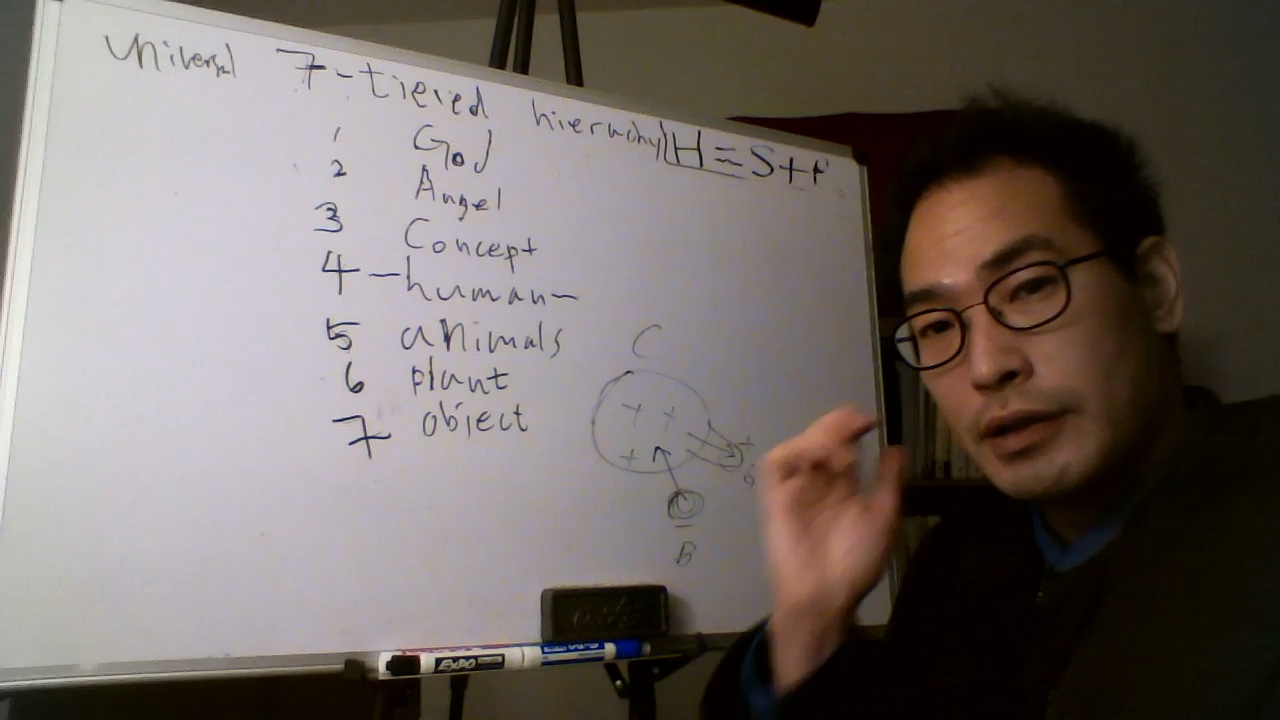 Universal 7-tiered hierarchy H = S + P
1 God
2 Angel
3 Concept
4 – human –
5 animals
6 plant
7 object
C
+ +
+
+
–
B
EXPO